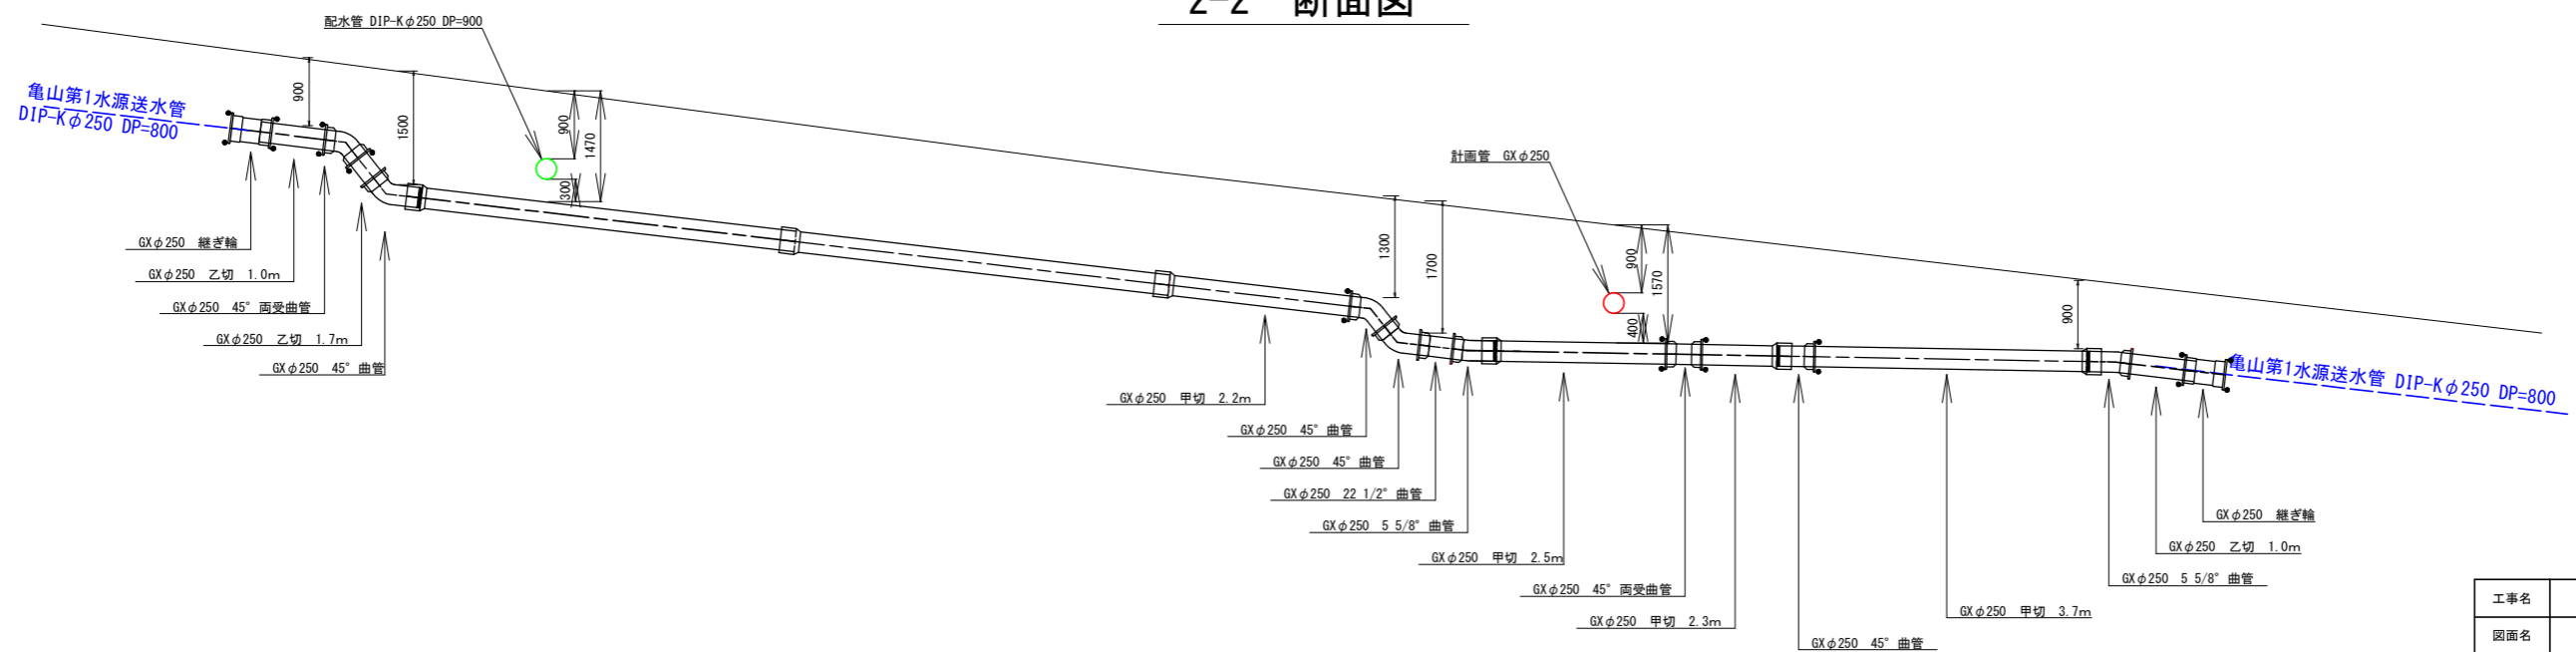 2-2 断面図
配水管 DIP-Kφ250 DP=900
亀山第1水源送水管
DIP-Kφ250 DP=800
900
1500
900
1470
300
計画管 GXφ250
1300
1700
900
1570
400
900
亀山第1水源送水管 DIP-Kφ250 DP=800
GXφ250 継ぎ輪
GXφ250 乙切 1.0m
GXφ250 45°両受曲管
GXφ250 乙切 1.7m
GXφ250 45°曲管
GXφ250 甲切 2.2m
GXφ250 45°曲管
GXφ250 45°曲管
GXφ250 22 1/2°曲管
GXφ250 5 5/8°曲管
GXφ250 甲切 2.5m
GXφ250 45°両受曲管
GXφ250 甲切 2.3m
GXφ250 45°曲管
GXφ250 甲切 3.7m
GXφ250 5 5/8°曲管
GXφ250 乙切 1.0m
GXφ250 継ぎ輪
工事名
図面名